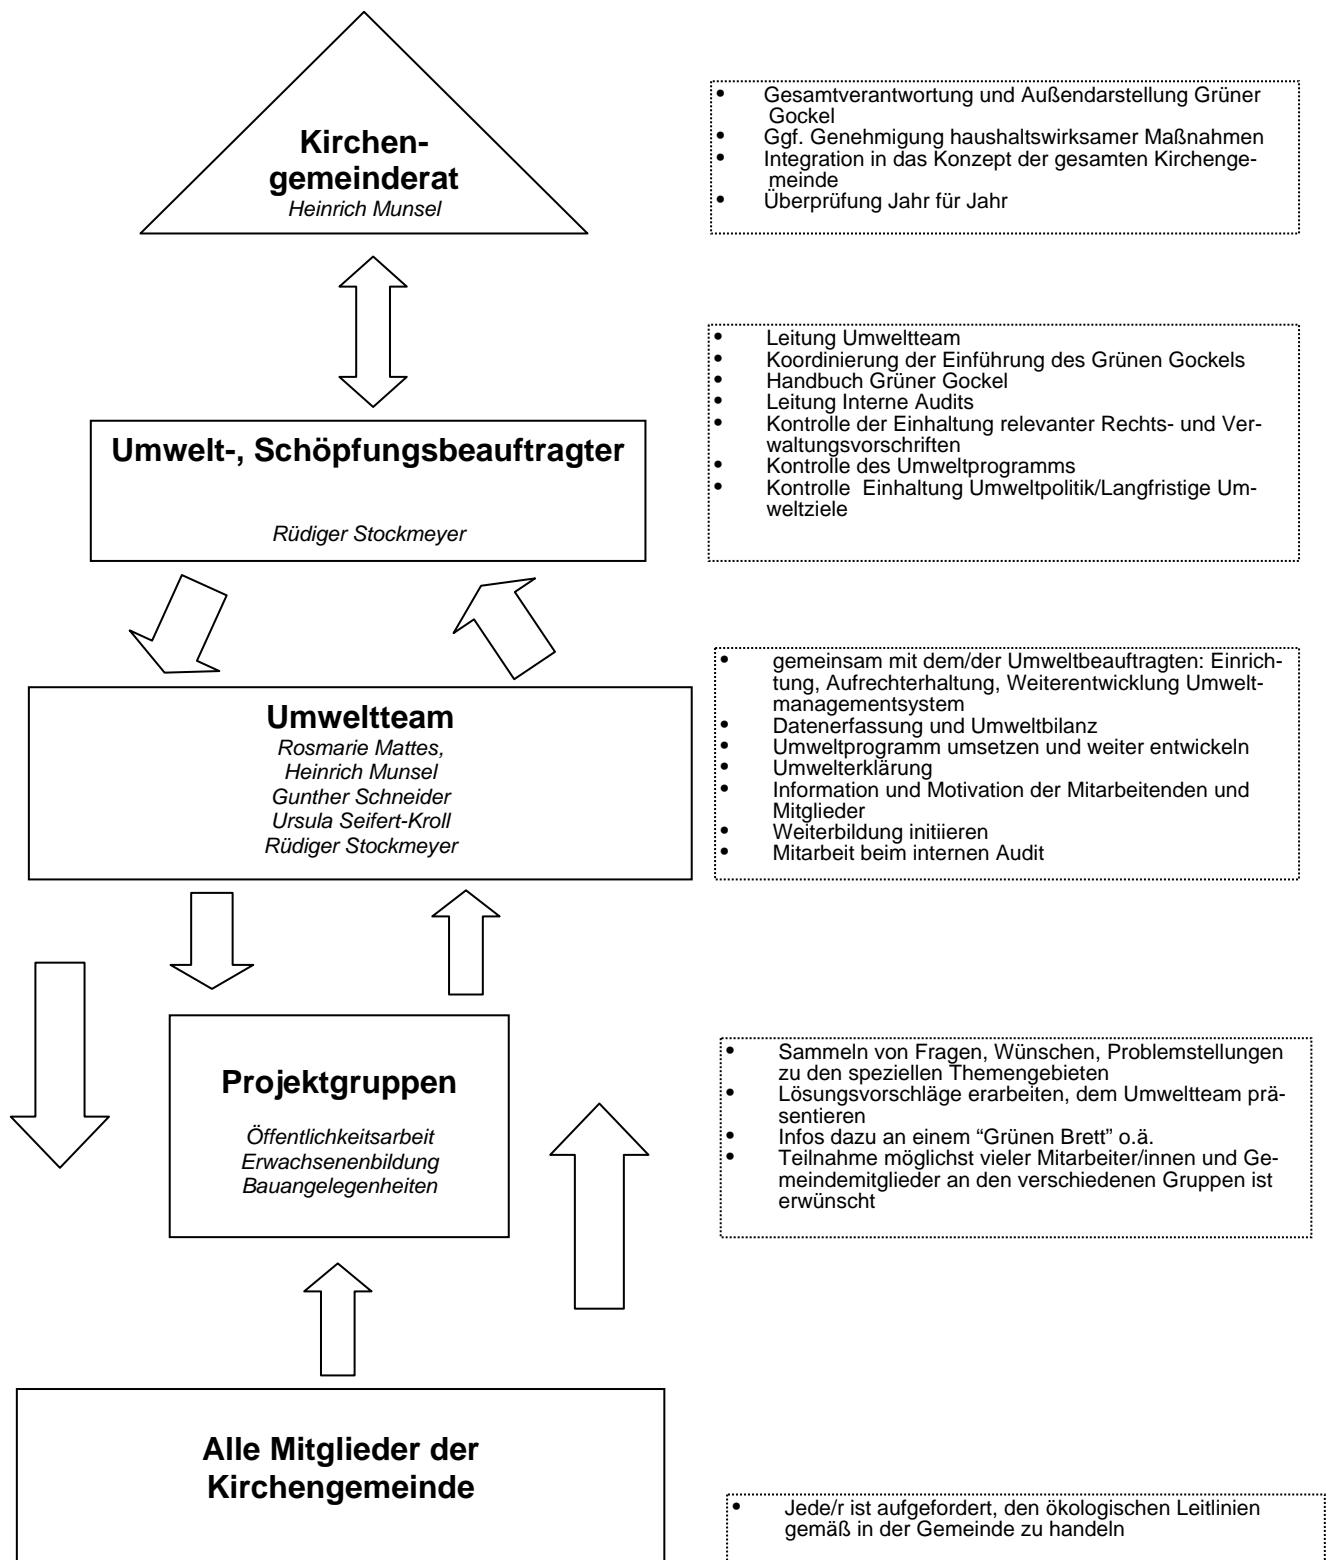 Kirchen-
gemeinderat
Heinrich Munsel
• Gesamtverantwortung und Außendarstellung Grüner
Gockel
• Ggf. Genehmigung haushaltswirksamer Maßnahmen
• Integration in das Konzept der gesamten Kirchenge-
meinde
• Überprüfung Jahr für Jahr
Umwelt-, Schöpfungsbeauftragter
Rüdiger Stockmeyer
• Leitung Umweltteam
• Koordinierung der Einführung des Grünen Gockels
• Handbuch Grüner Gockel
• Leitung Interne Audits
• Kontrolle der Einhaltung relevanter Rechts- und Ver-
waltungsvorschriften
• Kontrolle des Umweltprogramms
• Kontrolle Einhaltung Umweltpolitik/Langfristige Um-
weltziele
Umweltteam
Rosmarie Mattes,
Heinrich Munsel
Gunther Schneider
Ursula Seifert-Kroll
Rüdiger Stockmeyer
• gemeinsam mit dem/der Umweltbeauftragten: Einrich-
tung, Aufrechterhaltung, Weiterentwicklung Umwelt-
managementsystem
• Datenerfassung und Umweltbilanz
• Umweltprogramm umsetzen und weiter entwickeln
• Umwelterklärung
• Information und Motivation der Mitarbeitenden und
Mitglieder
• Weiterbildung initiieren
• Mitarbeit beim internen Audit
Projektgruppen
Öffentlichkeitsarbeit
Erwachsenenbildung
Bauangelegenheiten
• Sammeln von Fragen, Wünschen, Problemstellungen
zu den speziellen Themengebieten
• Lösungsvorschläge erarbeiten, dem Umweltteam prä-
sentieren
• Infos dazu an einem “Grünen Brett” o.ä.
• Teilnahme möglichst vieler Mitarbeiter/innen und Ge-
meindemitglieder an den verschiedenen Gruppen ist
erwünscht
Alle Mitglieder der
Kirchengemeinde
• Jede/r ist aufgefordert, den ökologischen Leitlinien
gemäß in der Gemeinde zu handeln